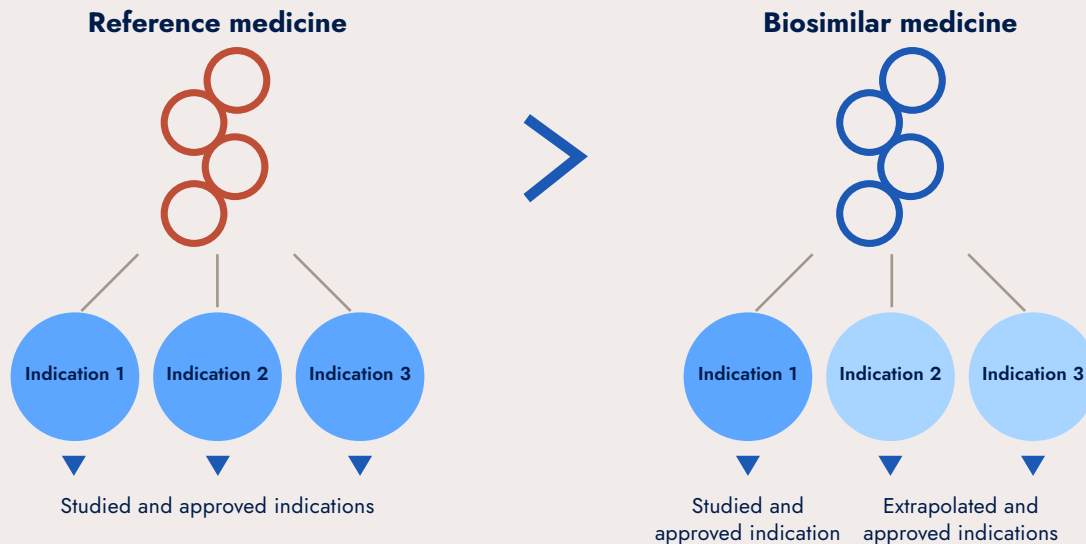 Reference medicine
Biosimilar medicine
Indication 1
Indication 2
Indication 3
Indication 1
Indication 2
Indication 3
Studied and approved indications
Studied and
approved indication
Extrapolated and
approved indications